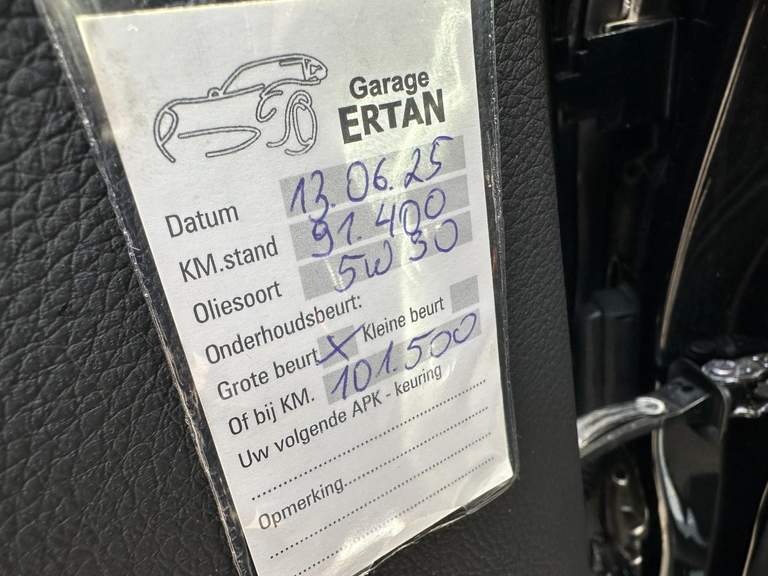 Garage
ERTAN
Datum 13.06.25
KM.stand 91.400
Oliesoort 5W30
Onderhoudsbeurt:
Grote beurt X Kleine beurt
Of bij KM. 101.500
Uw volgende APK - keuring
Opmerking